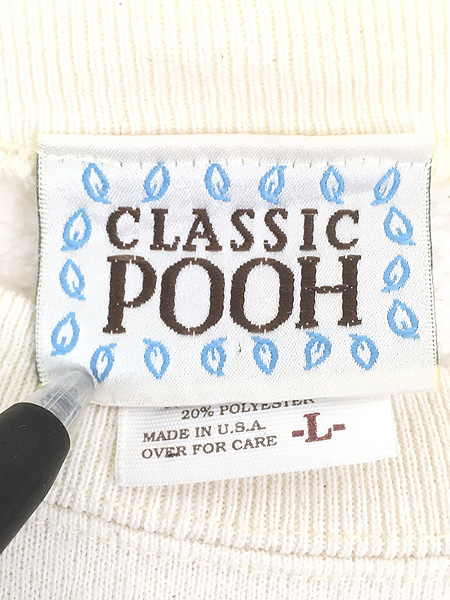 CLASSIC
POOH
20% POLYESTER
MADE IN U.S.A.
OVER FOR CARE
-L-